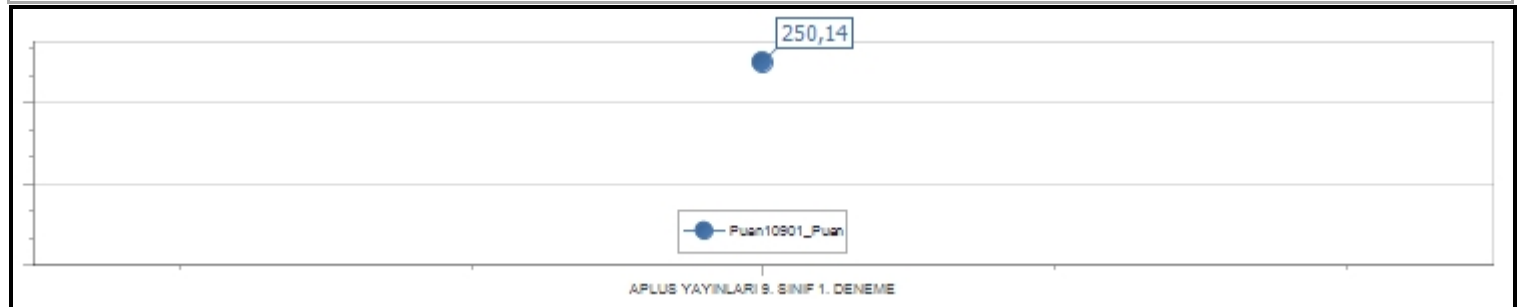 250,14
Puan10901_Puan
APLUS YAYINLARI 9. SINIF 1. DENEME